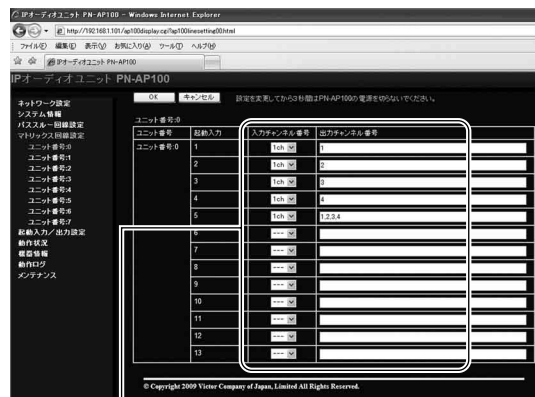 IPオーディオユニット PN-AP100 - Windows Internet Explorer
http://192.168.1.101/ap100display.cgi?ap100linesetting00.html
ファイル(F) 編集(E) 表示(V) お気に入り(A) ツール(T) ヘルプ(H)
IPオーディオユニット PN-AP100
IPオーディオユニット PN-AP100
OK キャンセル 設定を変更してから3秒間はPN-AP100の電源を切らないでください。
ネットワーク設定
システム情報
パススルー回線設定
マトリックス回線設定
ユニット番号:0
ユニット番号:1
ユニット番号:2
ユニット番号:3
ユニット番号:4
ユニット番号:5
ユニット番号:6
ユニット番号:7
起動入力/出力設定
動作状況
機器情報
動作ログ
メンテナンス
ユニット番号:0
ユニット番号 起動入力 入力チャンネル番号 出力チャンネル番号
ユニット番号:0 1 1ch 1
2 1ch 2
3 1ch 3
4 1ch 4
5 1ch 1,2,3,4
6 ---
7 ---
8 ---
9 ---
10 ---
11 ---
12 ---
13 ---
© Copyright 2009 Victor Company of Japan, Limited All Rights Reserved.